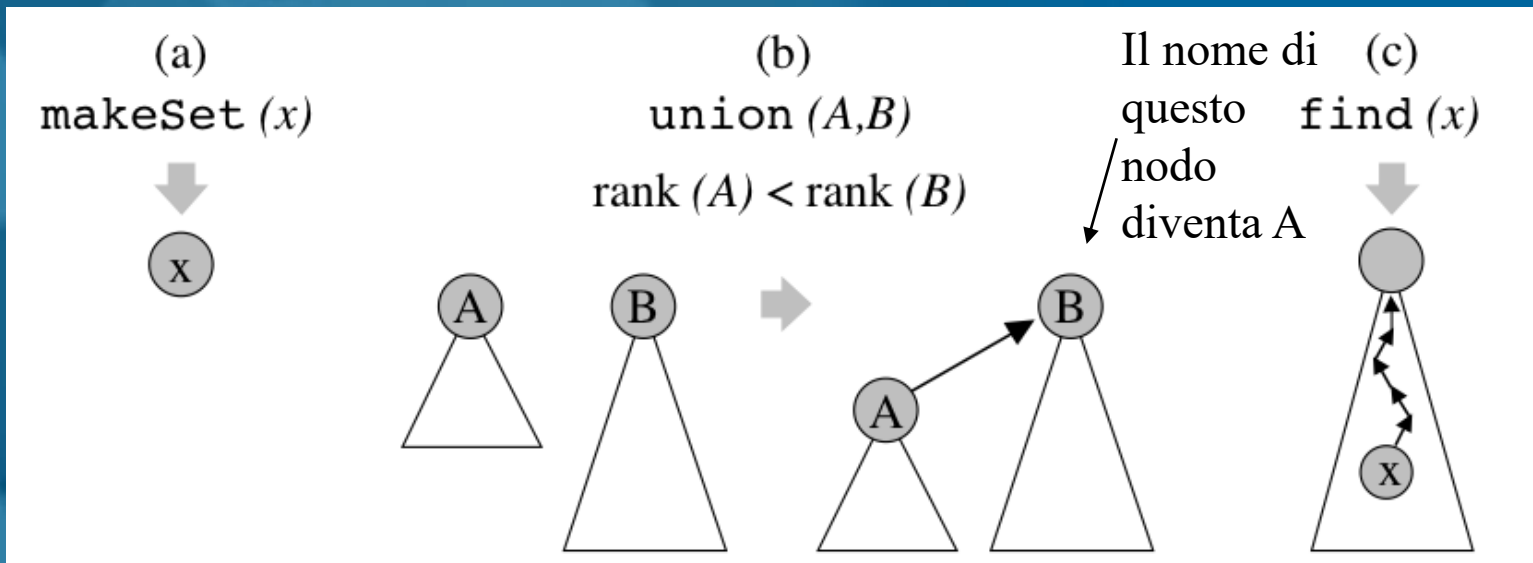 (a)
makeSet (x)
x
(b)
union (A,B)
rank (A) < rank (B)
A
B
A
B
Il nome di
questo
nodo
diventa A
(c)
find (x)
x